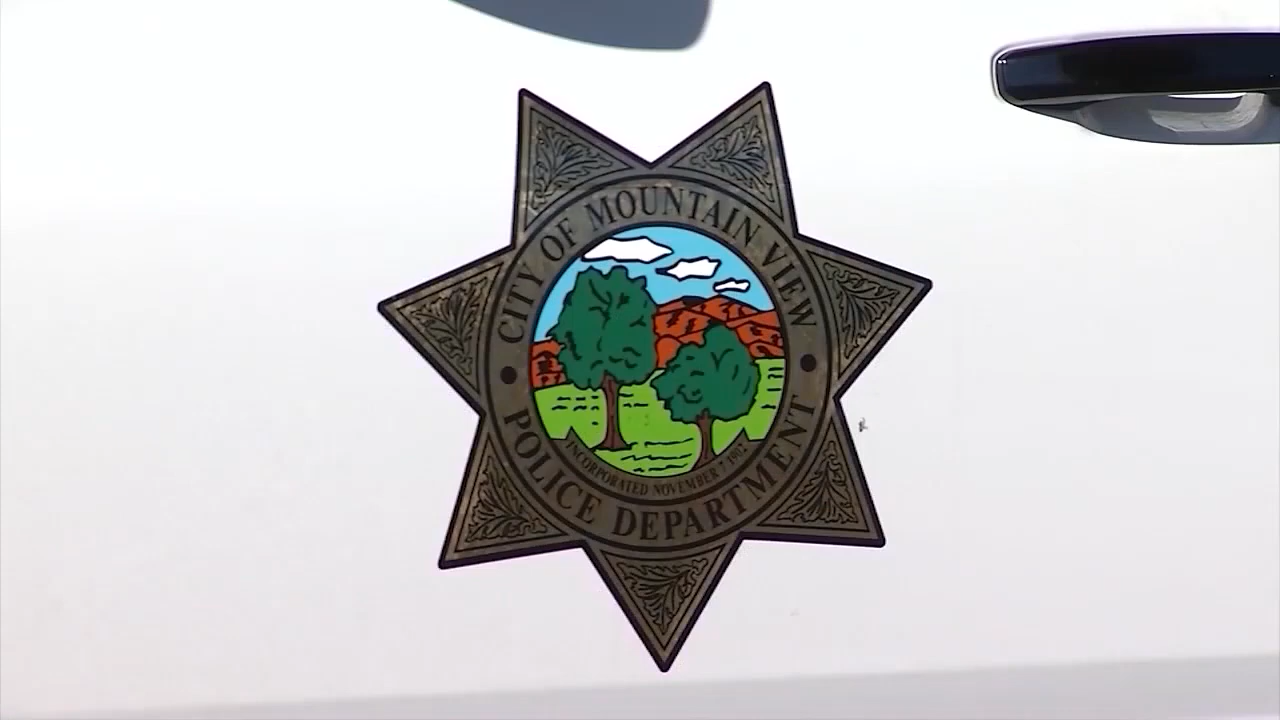 CITY OF MOUNTAIN VIEW
INCORPORATED NOVEMBER 7 1902
POLICE DEPARTMENT